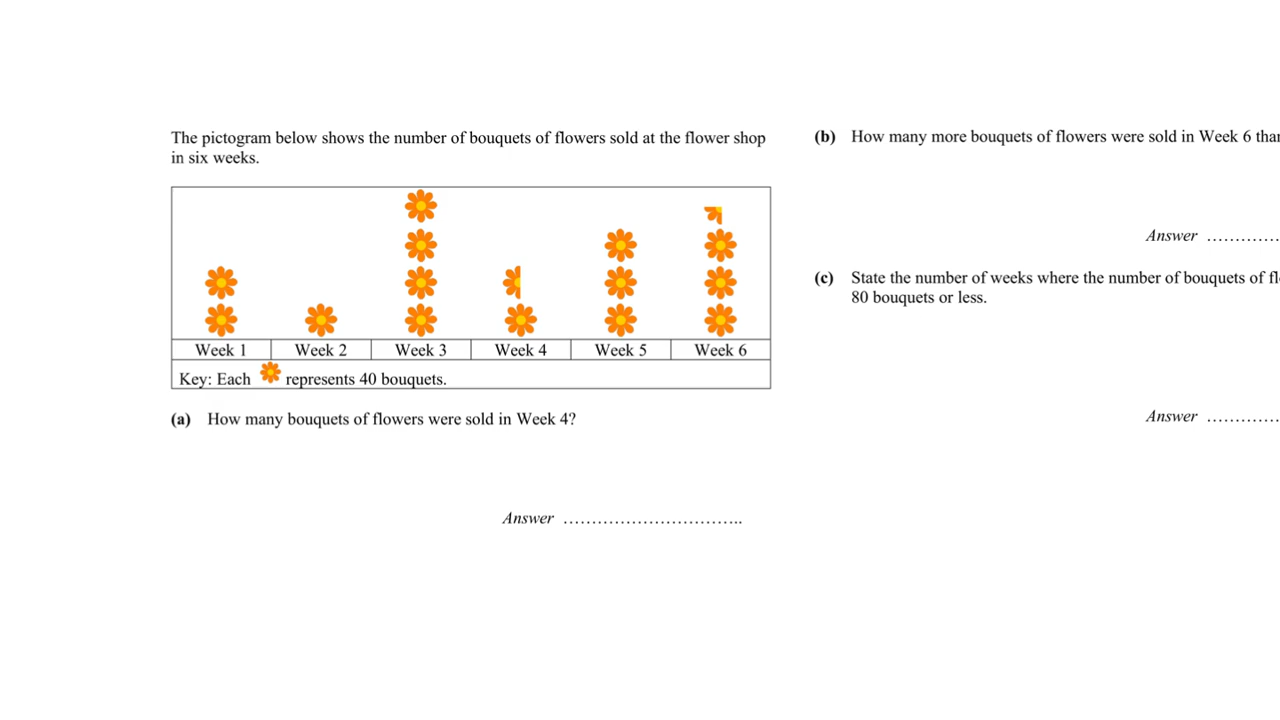 The pictogram below shows the number of bouquets of flowers sold at the flower shop
in six weeks.
Week 1 Week 2 Week 3 Week 4 Week 5 Week 6
Key: Each represents 40 bouquets.
(a) How many bouquets of flowers were sold in Week 4?
Answer …………………………..
(b) How many more bouquets of flowers were sold in Week 6 than
Answer ………….
(c) State the number of weeks where the number of bouquets of fl
80 bouquets or less.
Answer ………….